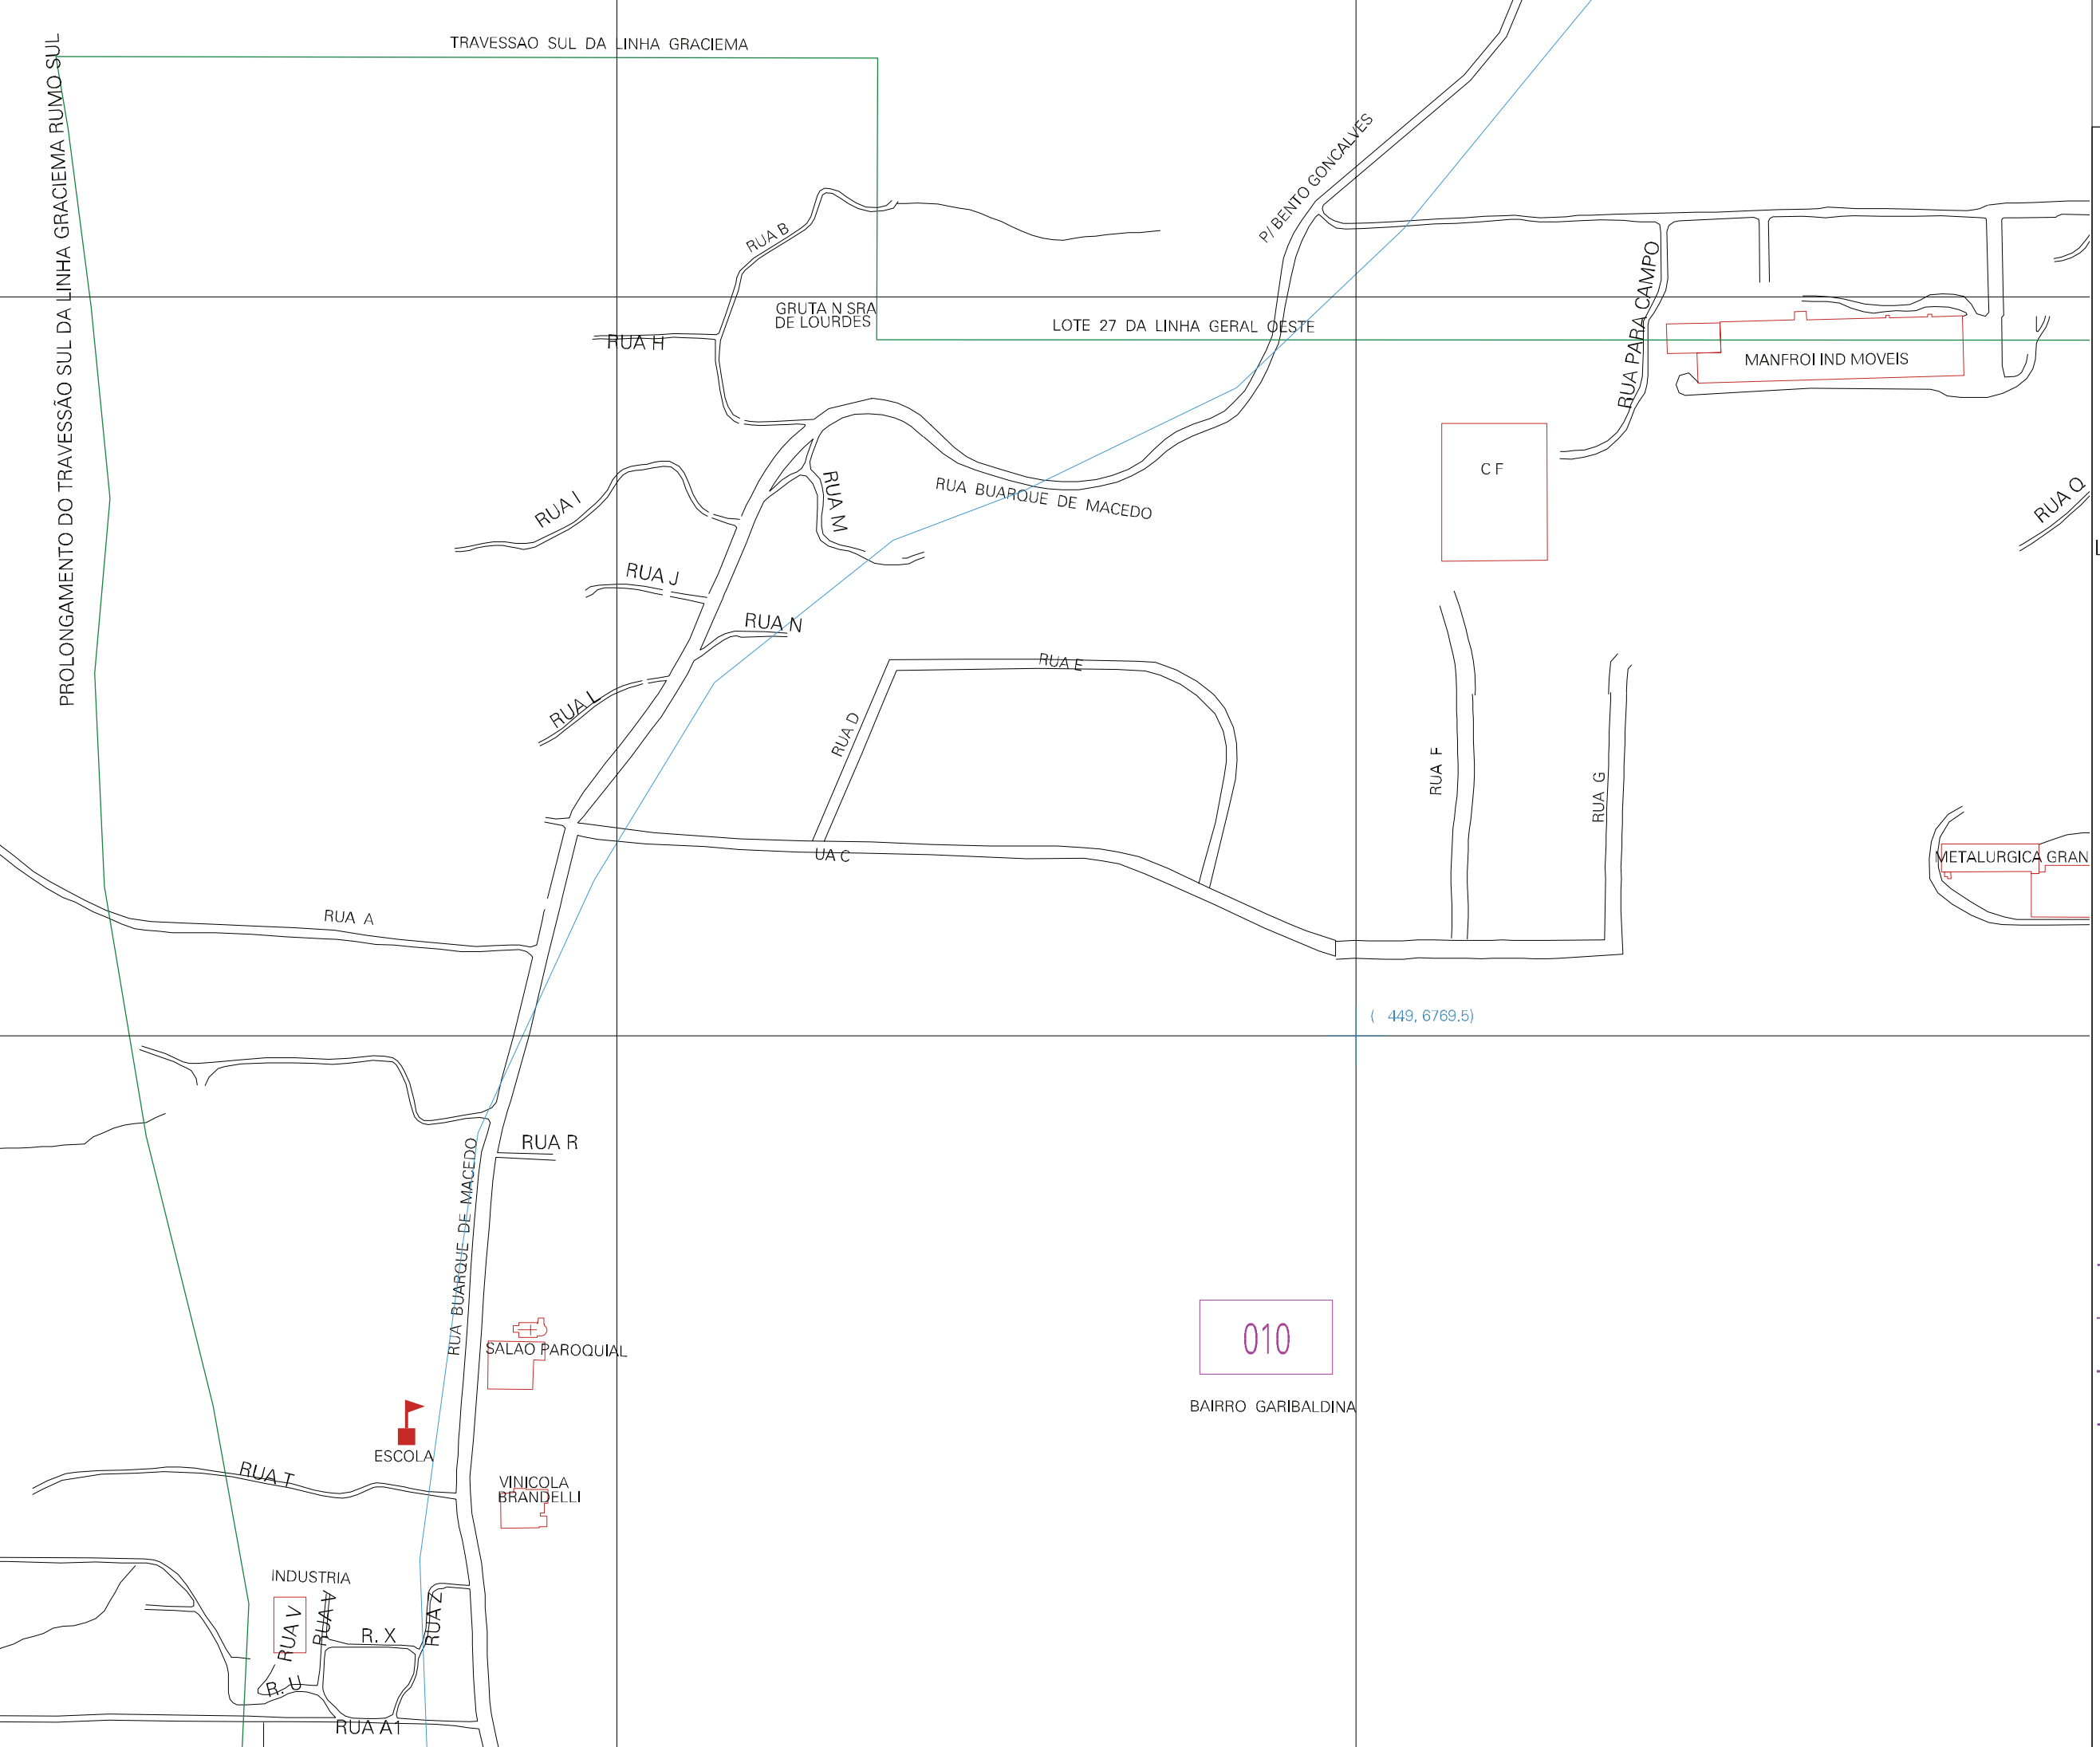 TRAVESSAO SUL DA LINHA GRACIEMA
PROLONGAMENTO DO TRAVESSÃO SUL DA LINHA GRACIEMA RUMO SUL
P/ BENTO GONCALVES
RUA B
GRUTA N SRA
DE LOURDES
LOTE 27 DA LINHA GERAL OESTE
RUA H
RUA PARA CAMPO
MANFROI IND MOVEIS
C F
RUA I
RUA M
RUA BUARQUE DE MACEDO
RUA Q
RUA J
RUA N
RUA E
RUA L
RUA D
RUA F
RUA G
UA C
METALURGICA GRAN
RUA A
( 449, 6769.5)
RUA R
RUA BUARQUE DE MACEDO
010
SALAO PAROQUIAL
BAIRRO GARIBALDINA
ESCOLA
RUA T
VINICOLA
BRANDELLI
INDUSTRIA
RUA V
RUA V
RUA Z
R. X
R. U
RUA A1